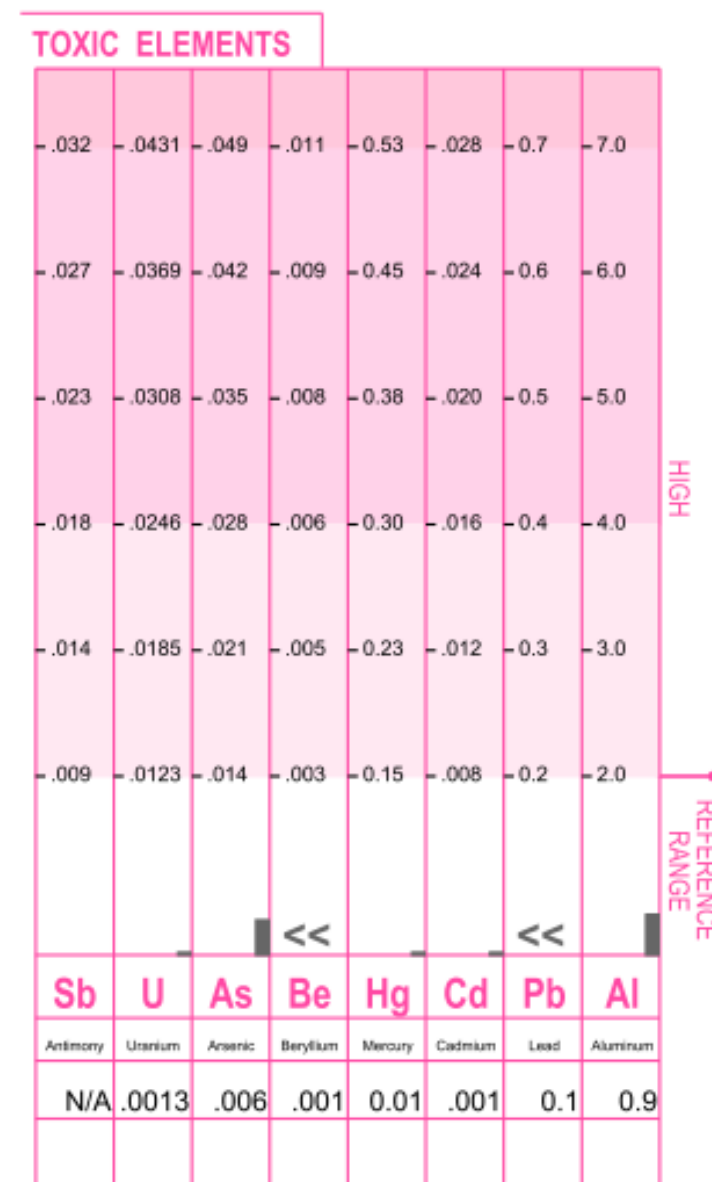 TOXIC ELEMENTS
.032 .0431 .049 .011 0.53 .028 0.7 7.0
.027 .0369 .042 .009 0.45 .024 0.6 6.0
.023 .0308 .035 .008 0.38 .020 0.5 5.0
HIGH
.018 .0246 .028 .006 0.30 .016 0.4 4.0
.014 .0185 .021 .005 0.23 .012 0.3 3.0
.009 .0123 .014 .003 0.15 .008 0.2 2.0
REFERENCE
RANGE
<< <<
Sb U As Be Hg Cd Pb Al
Antimony Uranium Arsenic Beryllium Mercury Cadmium Lead Aluminum
N/A .0013 .006 .001 0.01 .001 0.1 0.9